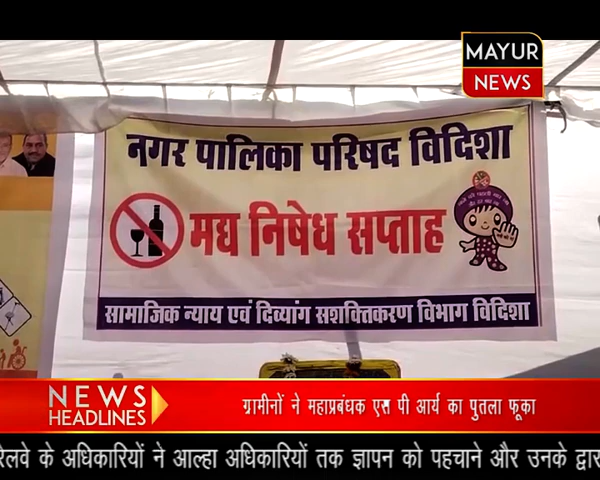 MAYUR
NEWS
नगर पालिका परिषद विदिशा
मद्य निषेध सप्ताह
सामाजिक न्याय एवं दिव्यांग सशक्तिकरण विभाग विदिशा
NEWS
HEADLINES
ग्रामीनों ने महाप्रबंधक एस पी आर्य का पुतला फूका
रेलवे के अधिकारियों ने आल्हा अधिकारियों तक ज्ञापन को पहचाने और उनके द्वार